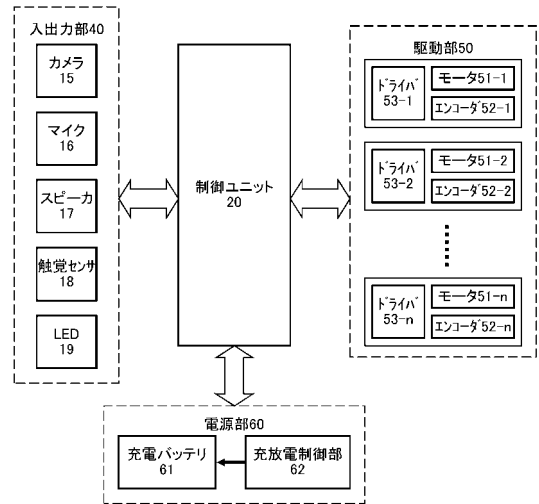 入出力部40
カメラ
15
マイク
16
スピーカ
17
触覚センサ
18
LED
19
制御ユニット
20
駆動部50
ドライバ
53-1
モータ51-1
エンコーダ52-1
ドライバ
53-2
モータ51-2
エンコーダ52-2
ドライバ
53-n
モータ51-n
エンコーダ52-n
電源部60
充電バッテリ
61
充放電制御部
62